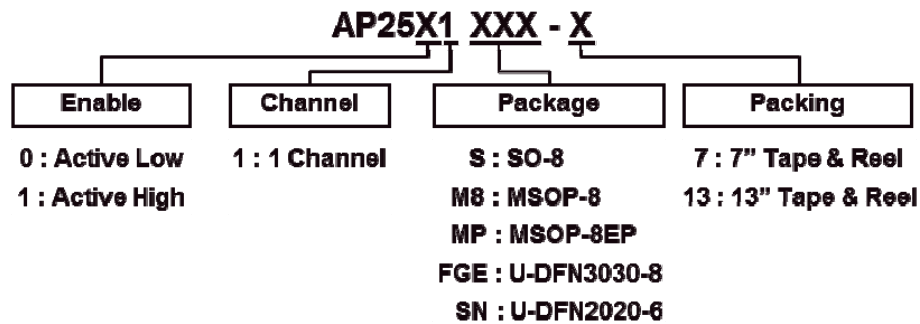 AP25X1 XXX - X
Enable Channel Package Packing
0 : Active Low 1 : 1 Channel S : SO-8 7 : 7” Tape & Reel
1 : Active High M8 : MSOP-8 13 : 13” Tape & Reel
MP : MSOP-8EP
FGE : U-DFN3030-8
SN : U-DFN2020-6